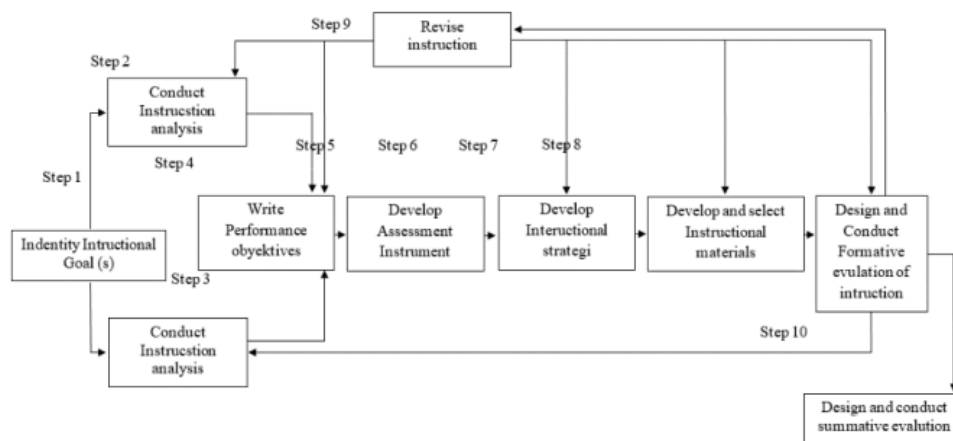 Step 9
Revise
instruction
Step 2
Conduct
Instrucstion
analysis
Step 5
Step 6
Step 7
Step 8
Step 4
Step 1
Write
Performance
obyektives
Develop
Assessment
Instrument
Develop
Interuction​al
strategi
Develop and select
Instructional
materials
Design and
Conduct
Formative
evulation of
intruction
Indentity Intructional
Goal (s)
Step 3
Conduct
Instrucstion
analysis
Step 10
Design and conduct
summative evalution